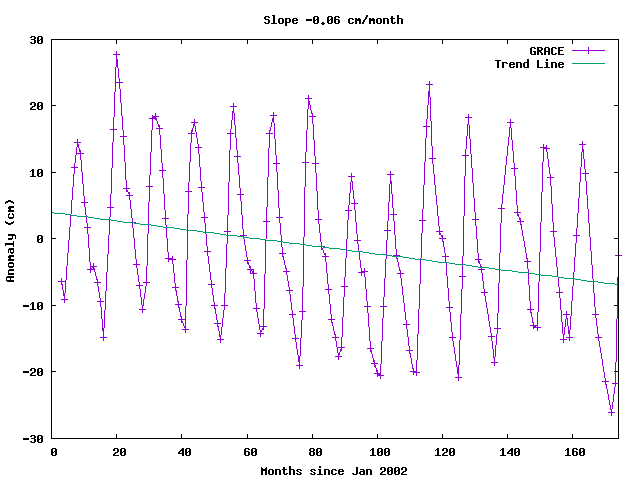 Slope -0.06 cm/month
GRACE
Trend Line
Anomaly (cm)
30
20
10
0
-10
-20
-30
0 20 40 60 80 100 120 140 160
Months since Jan 2002